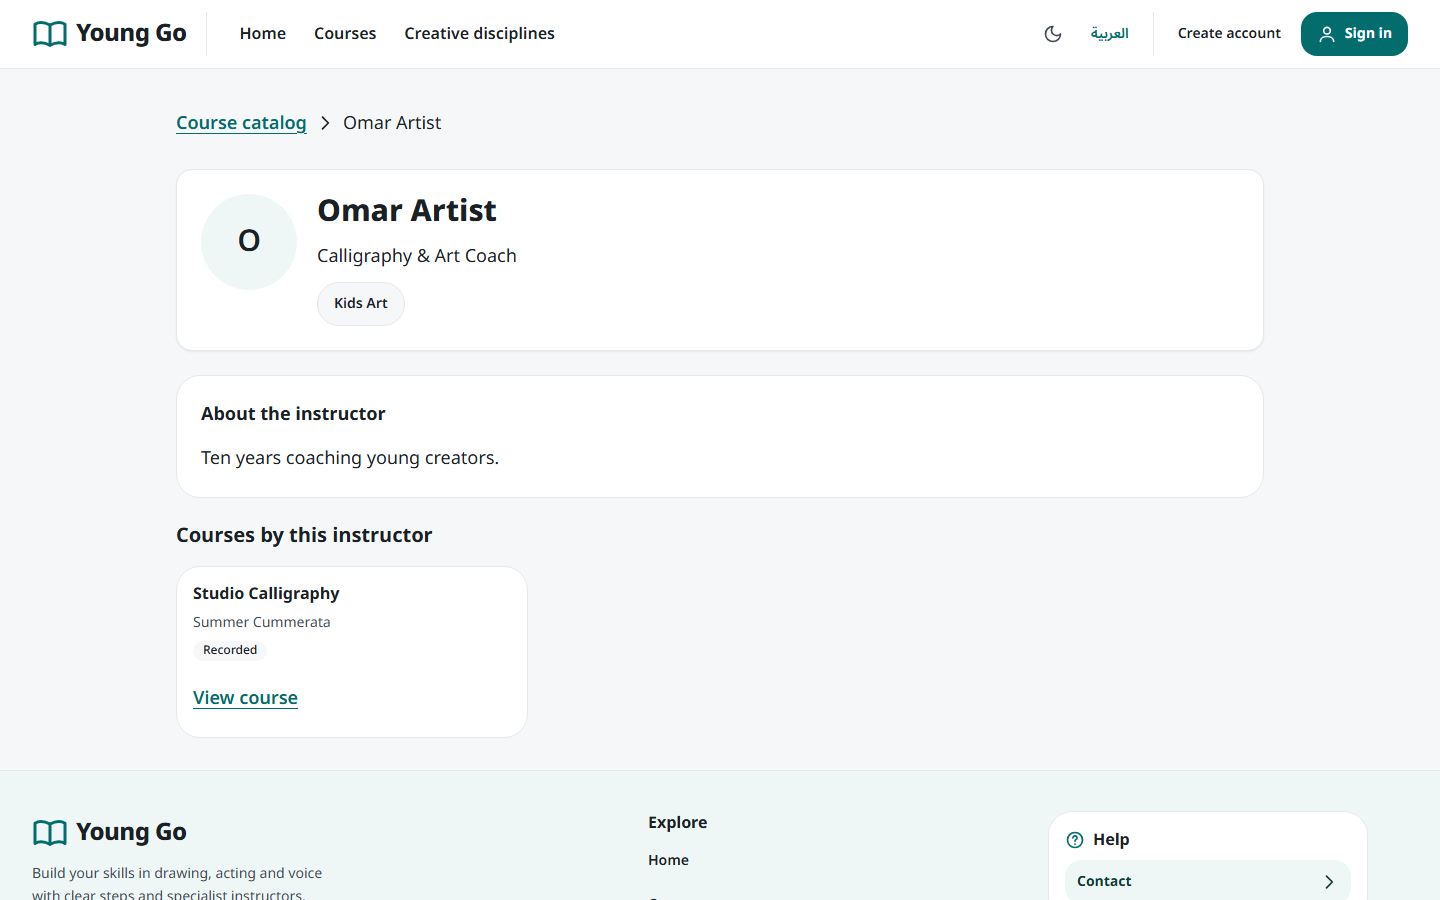 Young Go
Home
Courses
Creative disciplines
العربية
Create account
Sign in
Course catalog
Omar Artist
O
Omar Artist
Calligraphy & Art Coach
Kids Art
About the instructor
Ten years coaching young creators.
Courses by this instructor
Studio Calligraphy
Summer Cummerata
Recorded
View course
Young Go
Build your skills in drawing, acting and voice
with clear steps and specialist instructors.
Explore
Home
Help
Contact